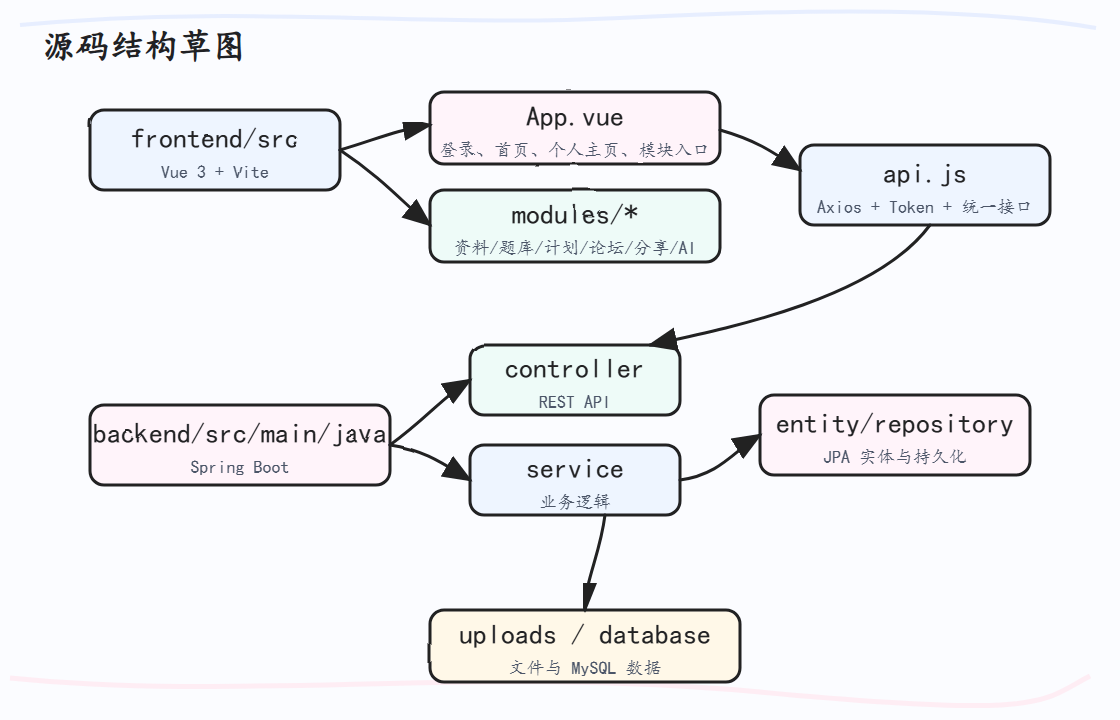 源码结构草图
frontend/src
Vue 3 + Vite
App.vue
登录、首页、个人主页、模块入口
modules/*
资料/题库/计划/论坛/分享/AI
api.js
Axios + Token + 统一接口
controller
REST API
backend/src/main/java
Spring Boot
service
业务逻辑
entity/repository
JPA 实体与持久化
uploads / database
文件与 MySQL 数据